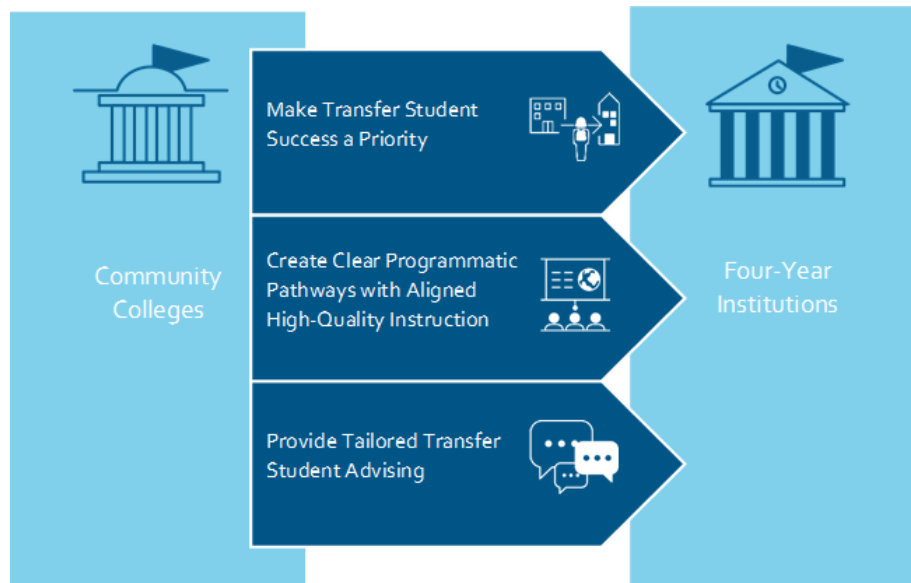 Make Transfer Student
Success a Priority
Community
Colleges
Create Clear Programmatic
Pathways with Aligned
High-Quality Instruction
Four-Year
Institutions
Provide Tailored Transfer
Student Advising